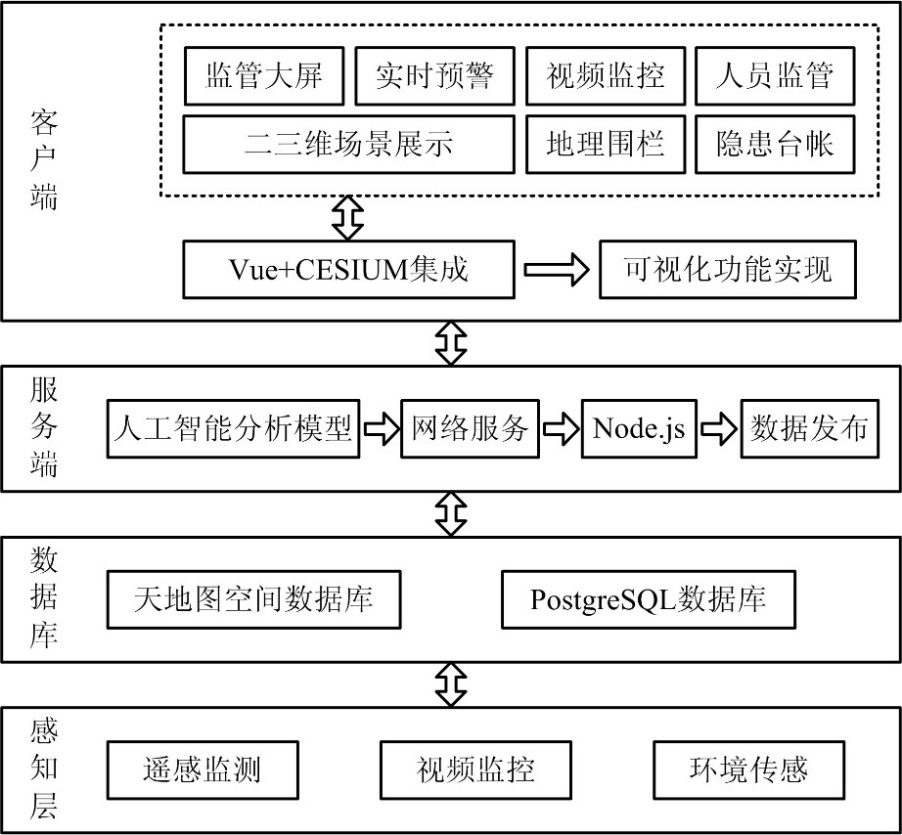 客户端
监管大屏
实时预警
视频监控
人员监管
二三维场景展示
地理围栏
隐患台帐
Vue+CESIUM集成
可视化功能实现
服务端
人工智能分析模型
网络服务
Node.js
数据发布
数据库
天地图空间数据库
PostgreSQL数据库
感知层
遥感监测
视频监控
环境传感